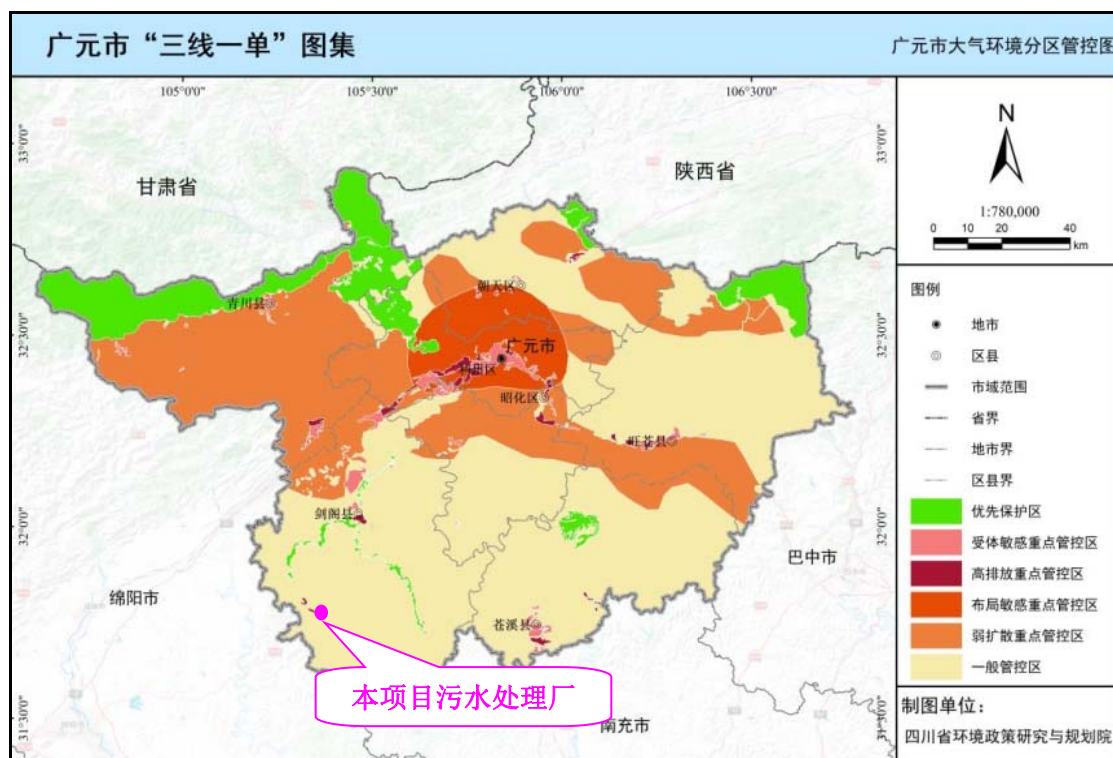 广元市“三线一单”图集
广元市大气环境分区管控图
105°0'0"
105°30'0"
106°0'0"
106°30'0"
33°0'0"
33°0'0"
甘肃省
陕西省
N
1:780,000
0 10 20 40
km
青川县
朝天区
32°30'0"
32°30'0"
广元市
利州区
昭化区
旺苍县
剑阁县
32°0'0"
32°0'0"
巴中市
绵阳市
苍溪县
本项目污水处理厂
南充市
31°30'0"
31°30'0"
图例
地市
区县
市域范围
省界
地市界
区县界
优先保护区
受体敏感重点管控区
高排放重点管控区
布局敏感重点管控区
弱扩散重点管控区
一般管控区
制图单位：
四川省环境政策研究与规划院